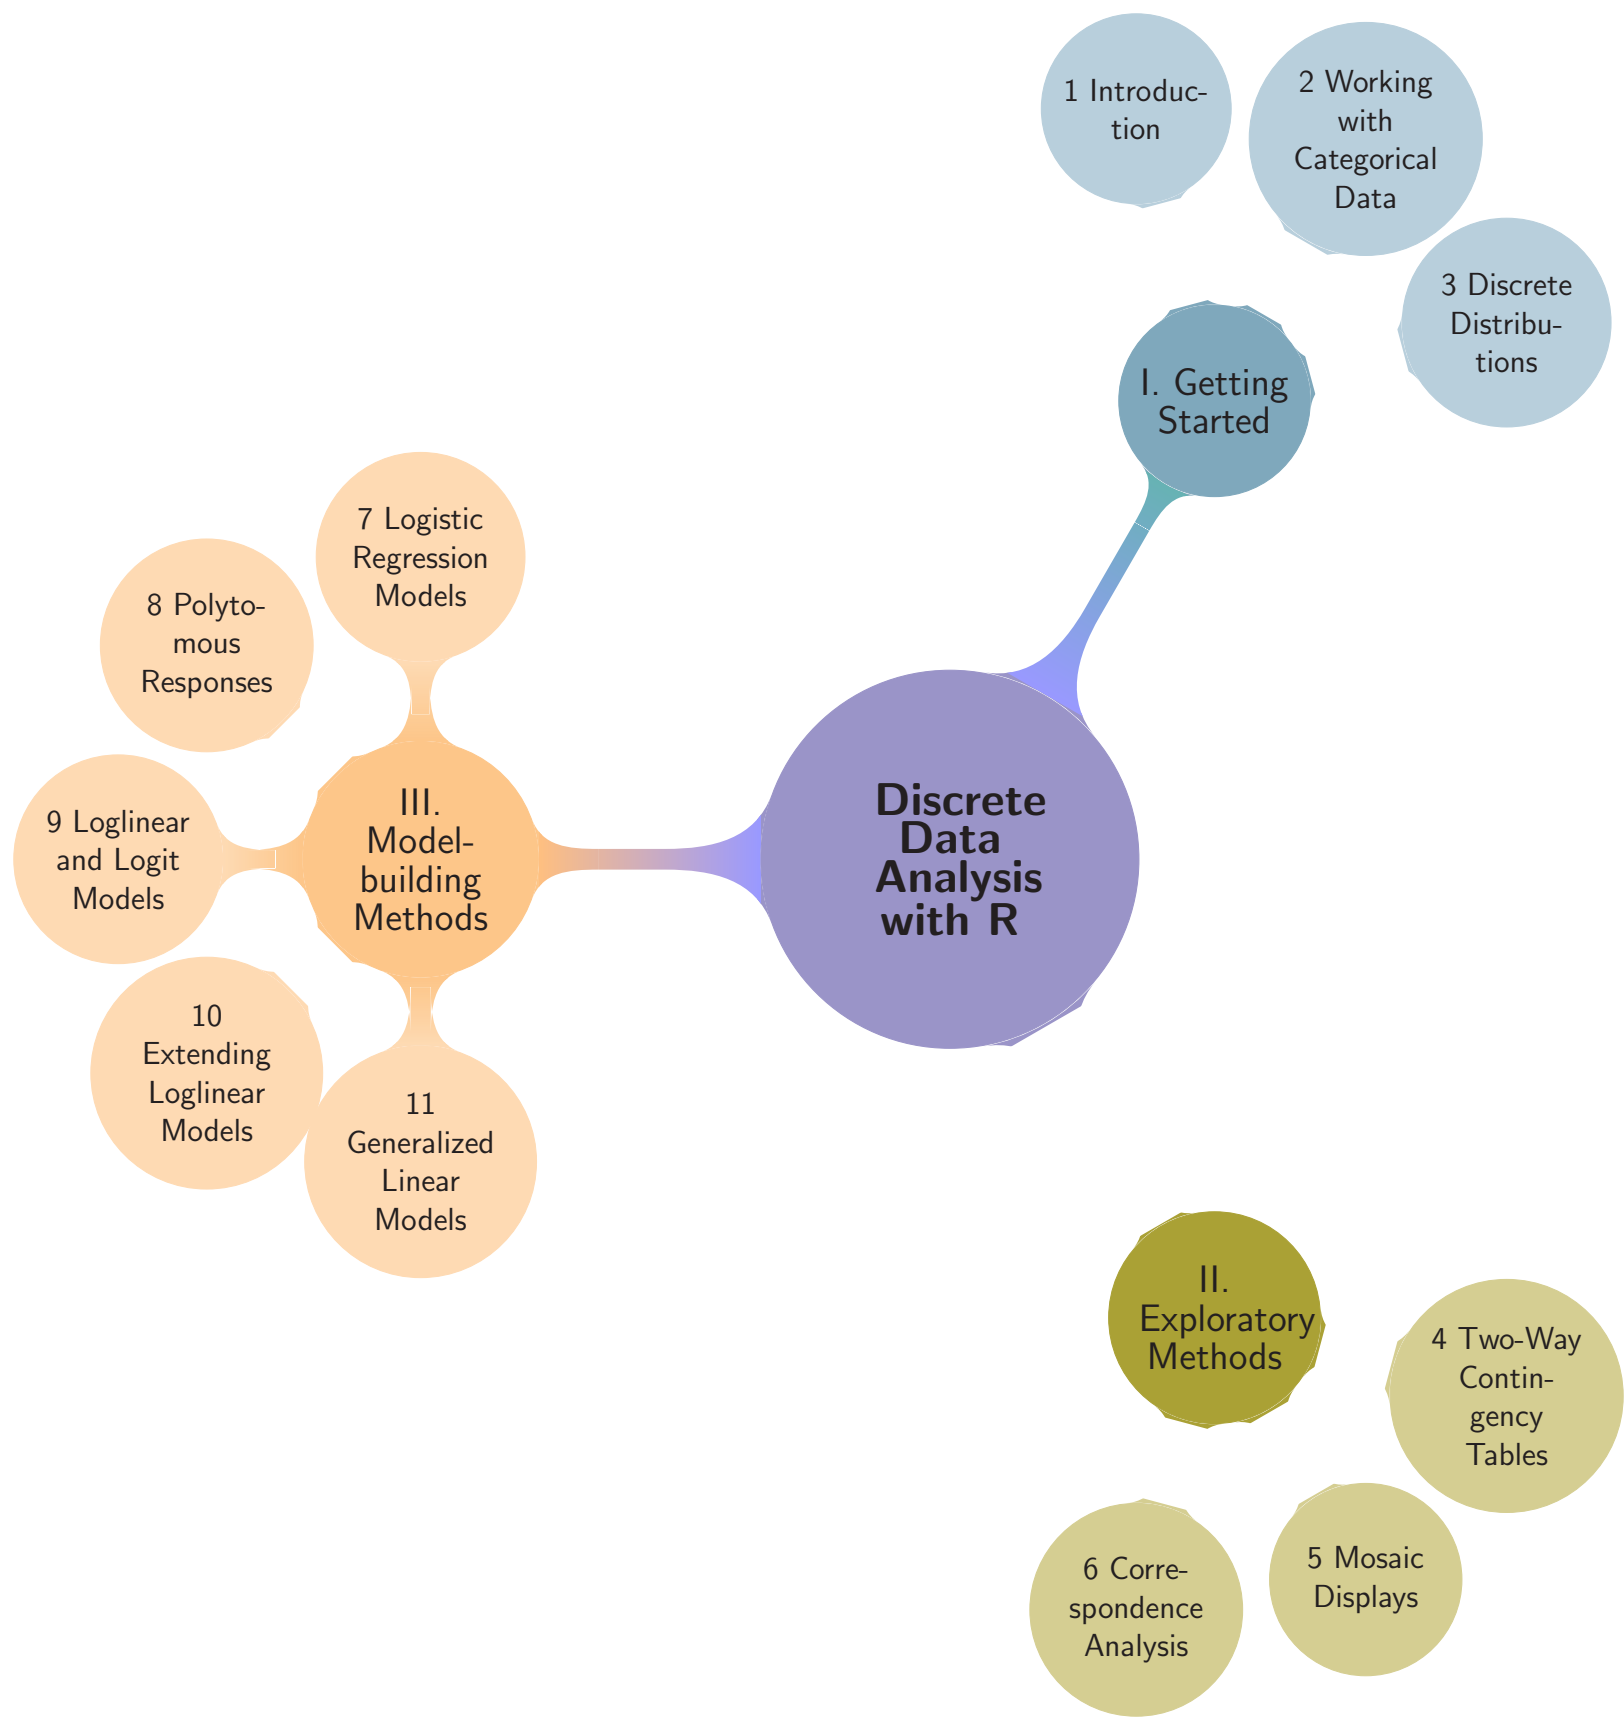 1 Introduc-
tion
2 Working
with
Categorical
Data
3 Discrete
Distribu-
tions
I. Getting
Started
7 Logistic
Regression
Models
8 Polyto-
mous
Responses
9 Loglinear
and Logit
Models
III.
Model-
building
Methods
Discrete
Data
Analysis
with R
10
Extending
Loglinear
Models
11
Generalized
Linear
Models
II.
Exploratory
Methods
4 Two-Way
Contin-
gency
Tables
5 Mosaic
Displays
6 Corre-
spondence
Analysis